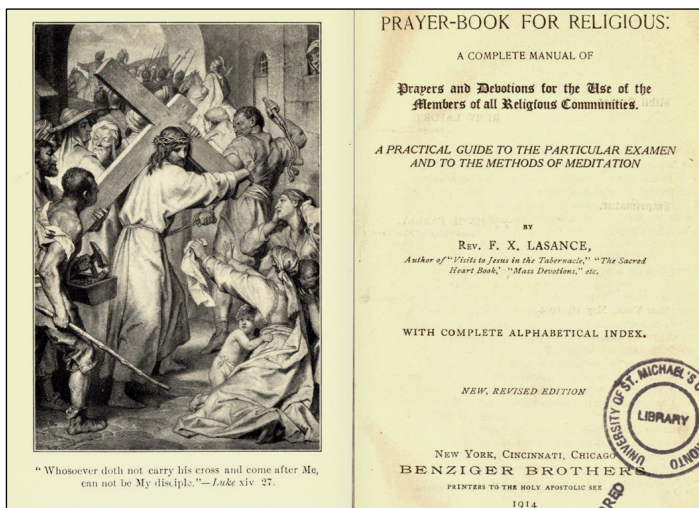 " Whosoever doth not carry his cross and come after Me,
can not be My disciple."—Luke xiv 27.
PRAYER-BOOK FOR RELIGIOUS:
A COMPLETE MANUAL OF
Prayers and Devotions for the Use of the
Members of all Religious Communities.
A PRACTICAL GUIDE TO THE PARTICULAR EXAMEN
AND TO THE METHODS OF MEDITATION
BY
REV. F. X. LASANCE,
Author of "Visits to Jesus in the Tabernacle," "The Sacred
Heart Book,' "Mass Devotions," etc.
WITH COMPLETE ALPHABETICAL INDEX.
NEW, REVISED EDITION
NEW YORK, CINCINNATI, CHICAGO
BENZIGER BROTHERS
PRINTERS TO THE HOLY APOSTOLIC SEE
1914
UNIVERSITY OF ST. MICHAEL'S
LIBRARY